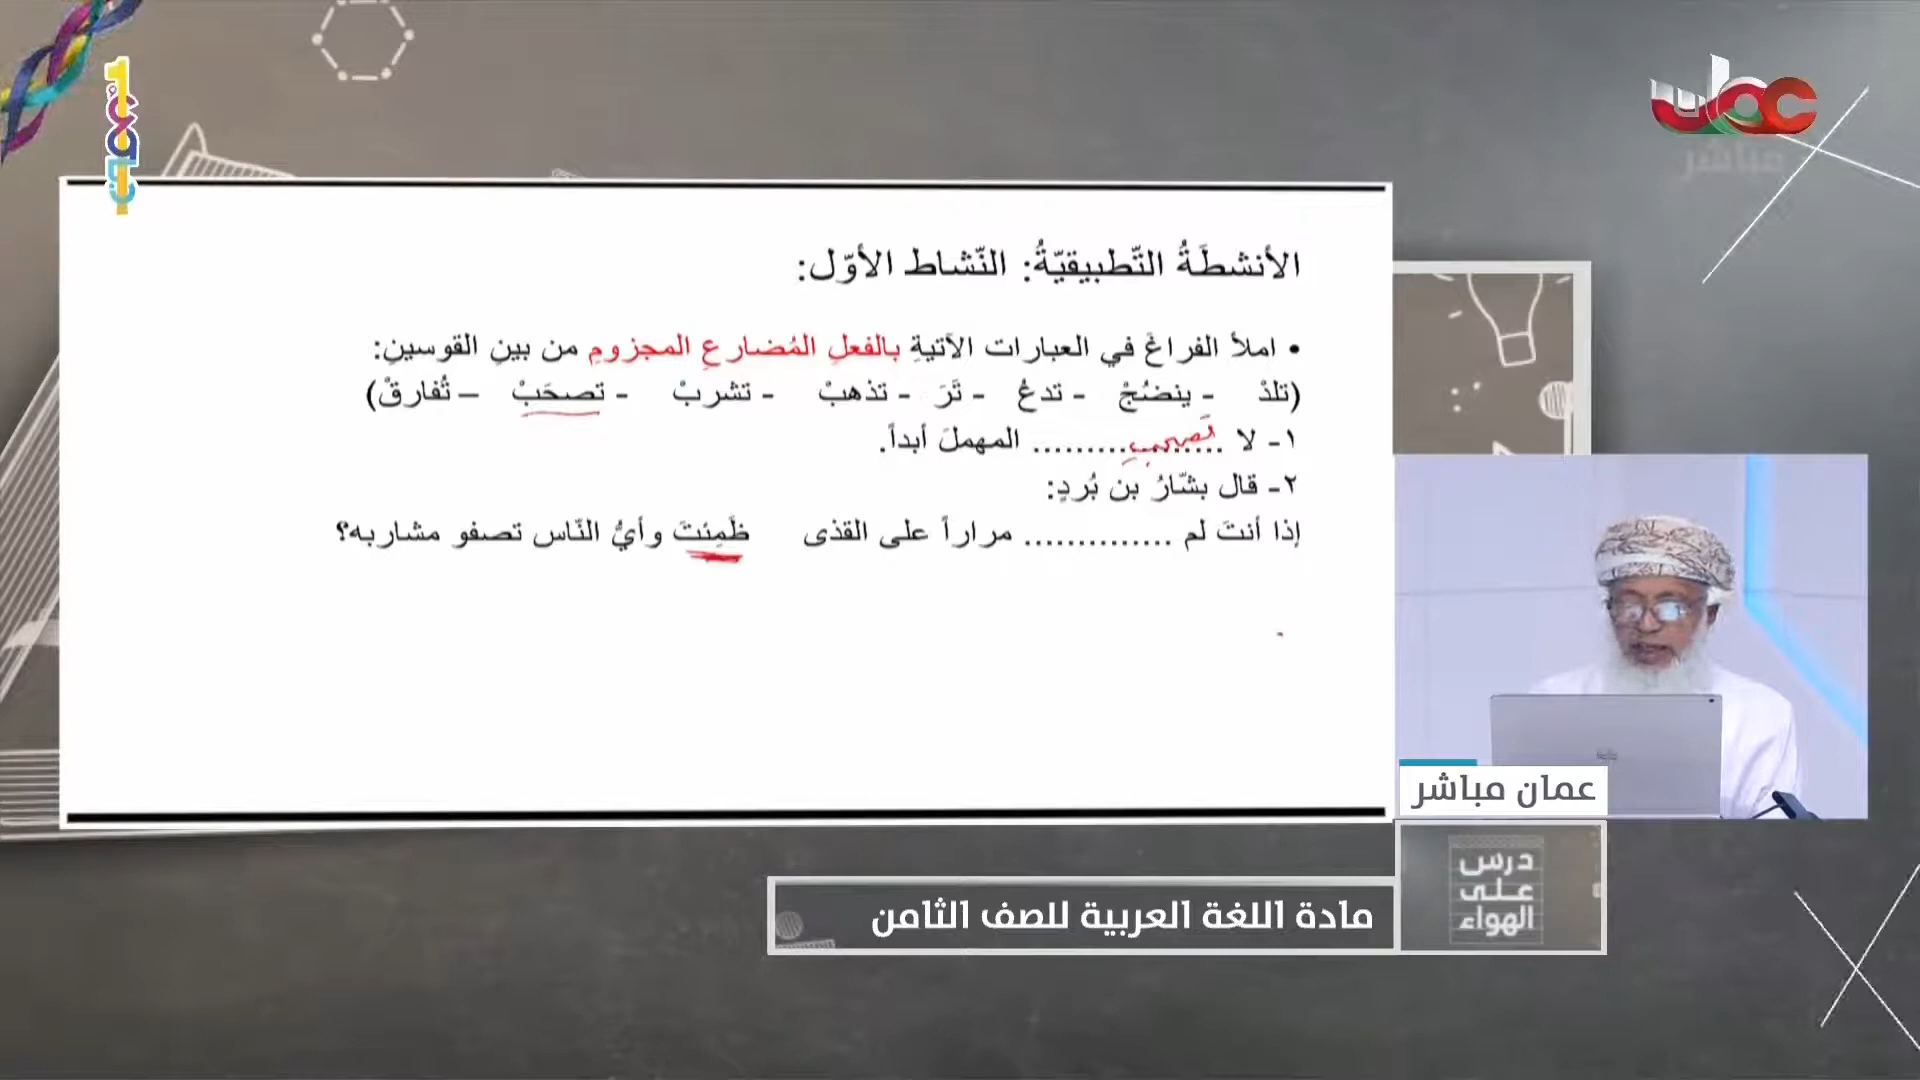 عمان
مباشر
الأنشطَةُ التّطبيقيّةُ: النّشاط الأوّل:
• املأ الفراغَ في العبارات الآتيةِ بالفعلِ المُضارعِ المجزومِ من بينِ القوسينِ:
(تلدْ - ينضُجْ - تدعُ - تَرَ - تذهبْ - تشربْ - تصحَبْ – تُفارقْ)
١- لا ....تَصحبِ......... المهملَ أبداً.
٢- قال بشّارُ بن بُردٍ:
إذا أنتَ لم .............. مراراً على القذى ظَمِئتَ وأيُّ النّاس تصفو مشاربه؟
عمان مباشر
درس
على
الهواء
مادة اللغة العربية للصف الثامن